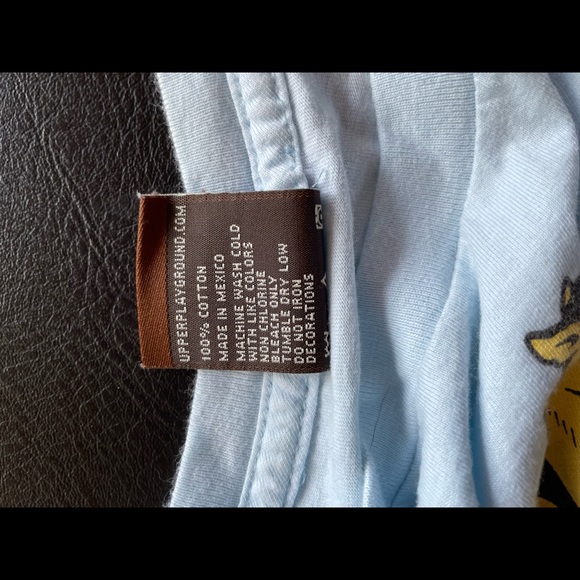 UPPERPLAYGROUND.COM
100% COTTON
MADE IN MEXICO
MACHINE WASH COLD
WITH LIKE COLORS
NON CHLORINE
BLEACH ONLY
TUMBLE DRY LOW
DO NOT IRON
DECORATIONS